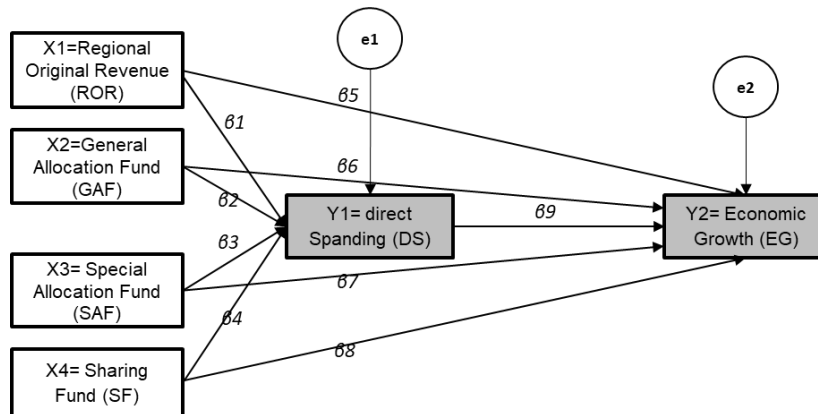 X1=Regional
Original Revenue
(ROR)
e1
e2
X2=General
Allocation Fund
(GAF)
X3= Special
Allocation Fund
(SAF)
X4= Sharing
Fund (SF)
Y1= direct
Spanding (DS)
Y2= Economic
Growth (EG)
β1
β2
β3
β4
β5
β6
β7
β8
β9